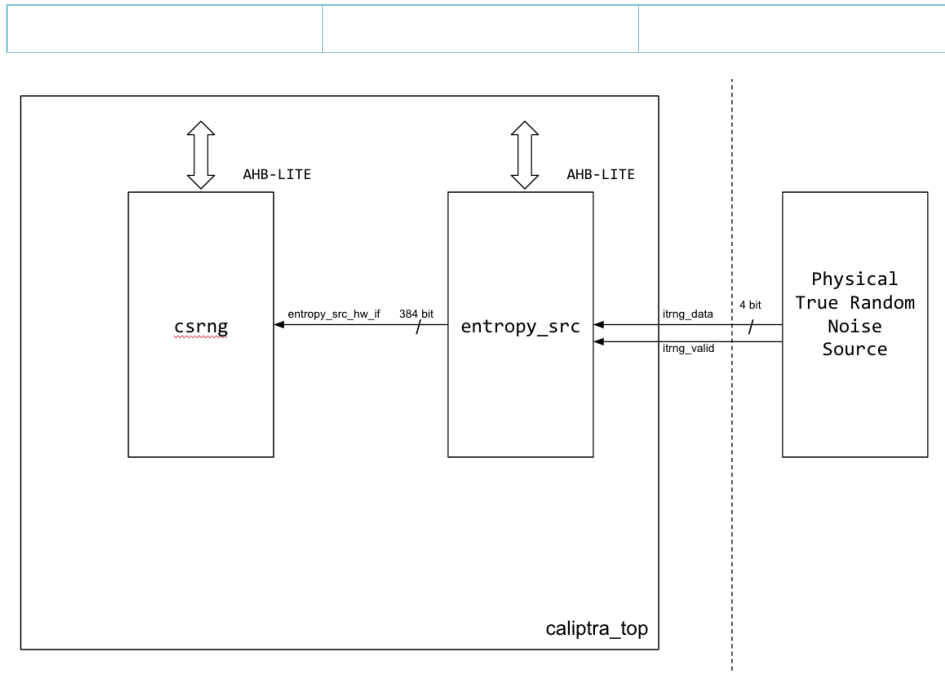 AHB-LITE
AHB-LITE
csrng
entropy_src_hw_if
384 bit
entropy_src
itrng_data
4 bit
itrng_valid
Physical
True Random
Noise
Source
caliptra_top